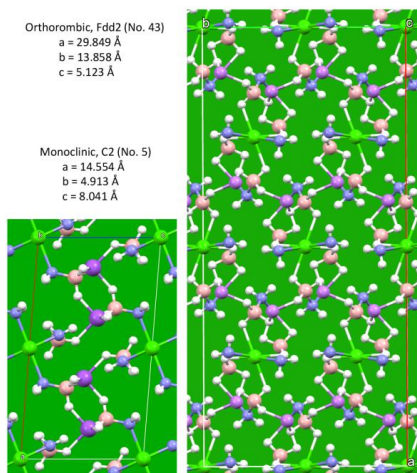 Orthorombic, Fdd2 (No. 43)
a = 29.849 Å
b = 13.858 Å
c = 5.123 Å
Monoclinic, C2 (No. 5)
a = 14.554 Å
b = 4.913 Å
c = 8.041 Å
b
c
a